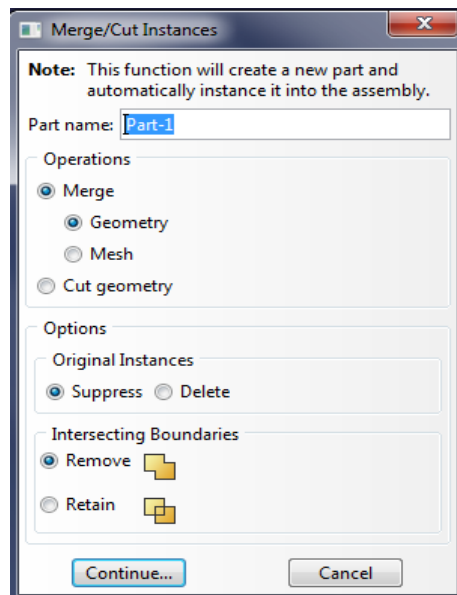 Merge/Cut Instances
Note: This function will create a new part and
automatically instance it into the assembly.
Part name: Part-1
Operations
Merge
Geometry
Mesh
Cut geometry
Options
Original Instances
Suppress Delete
Intersecting Boundaries
Remove
Retain
Continue... Cancel